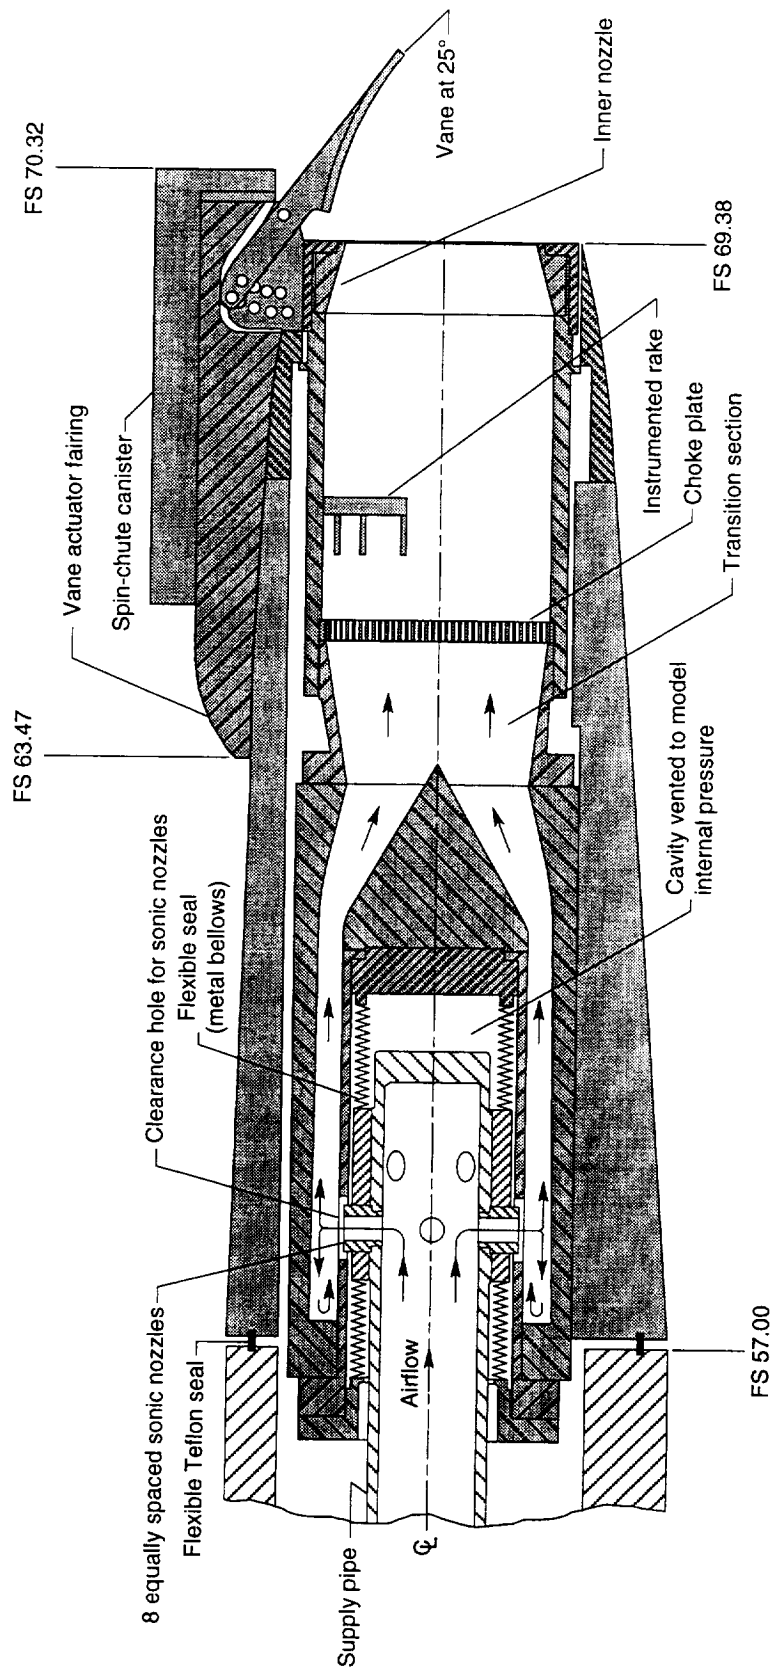 FS 70.32
Vane at 25°
Inner nozzle
Vane actuator fairing
Spin-chute canister
FS 69.38
Instrumented rake
Choke plate
Transition section
FS 63.47
Clearance hole for sonic nozzles
Flexible seal
(metal bellows)
Cavity vented to model
internal pressure
8 equally spaced sonic nozzles
Flexible Teflon seal
Airflow
FS 57.00
Supply pipe
℄